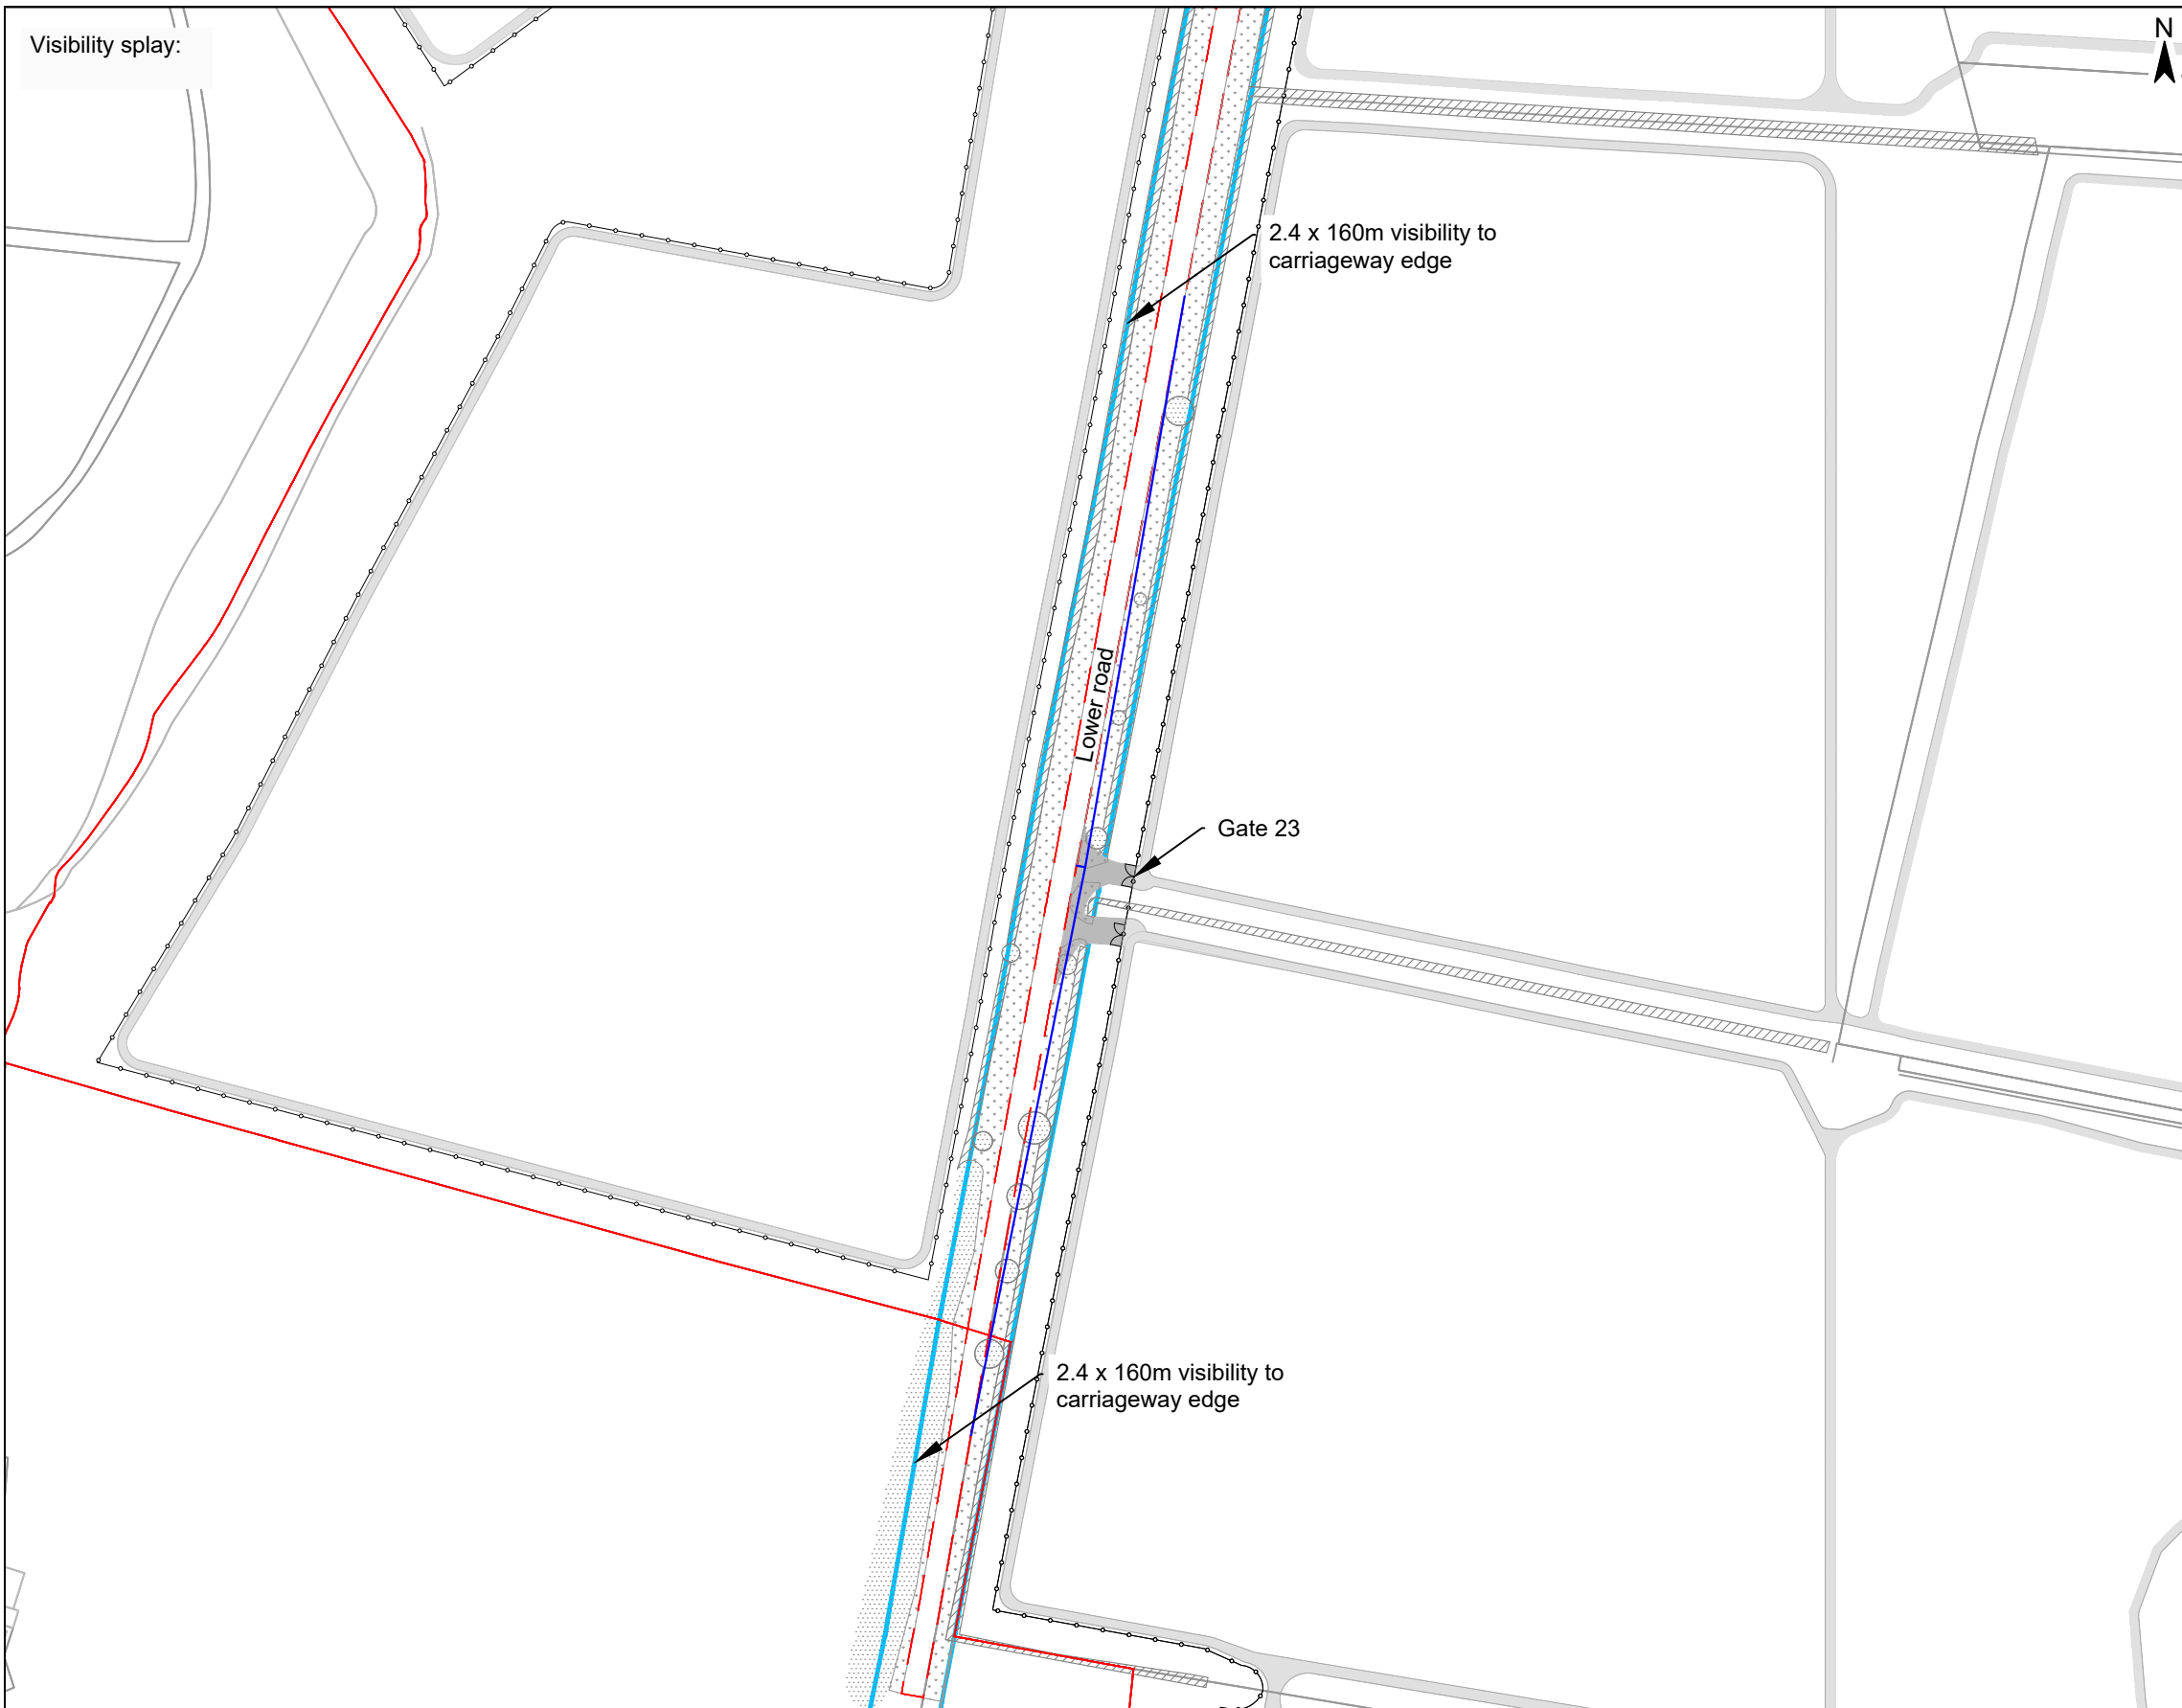 Visibility splay:
N
2.4 x 160m visibility to
carriageway edge
Lower road
Gate 23
2.4 x 160m visibility to
carriageway edge